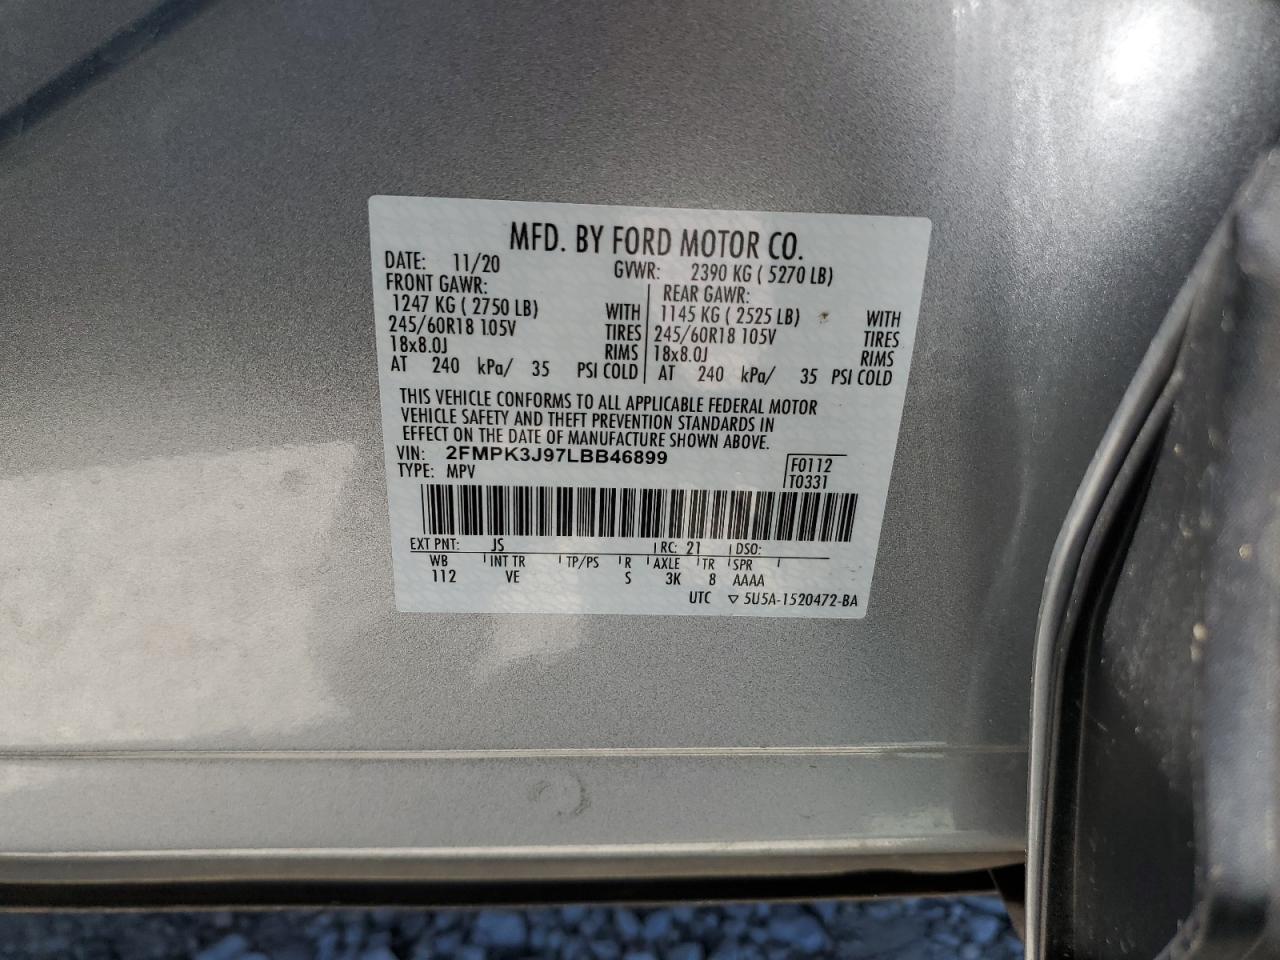 MFD. BY FORD MOTOR CO.
DATE: 11/20 GVWR: 2390 KG ( 5270 LB)
FRONT GAWR: REAR GAWR:
1247 KG ( 2750 LB) WITH 1145 KG ( 2525 LB) WITH
245/60R18 105V TIRES 245/60R18 105V TIRES
18x8.0J RIMS 18x8.0J RIMS
AT 240 kPa/ 35 PSI COLD AT 240 kPa/ 35 PSI COLD
THIS VEHICLE CONFORMS TO ALL APPLICABLE FEDERAL MOTOR
VEHICLE SAFETY AND THEFT PREVENTION STANDARDS IN
EFFECT ON THE DATE OF MANUFACTURE SHOWN ABOVE.
VIN: 2FMPK3J97LBB46899 F0112
TYPE: MPV T0331
EXT PNT: JS RC: 21 DSO:
WB INT TR TP/PS R AXLE TR SPR
112 VE S 3K 8 AAAA
UTC ▽ 5U5A-1520472-BA